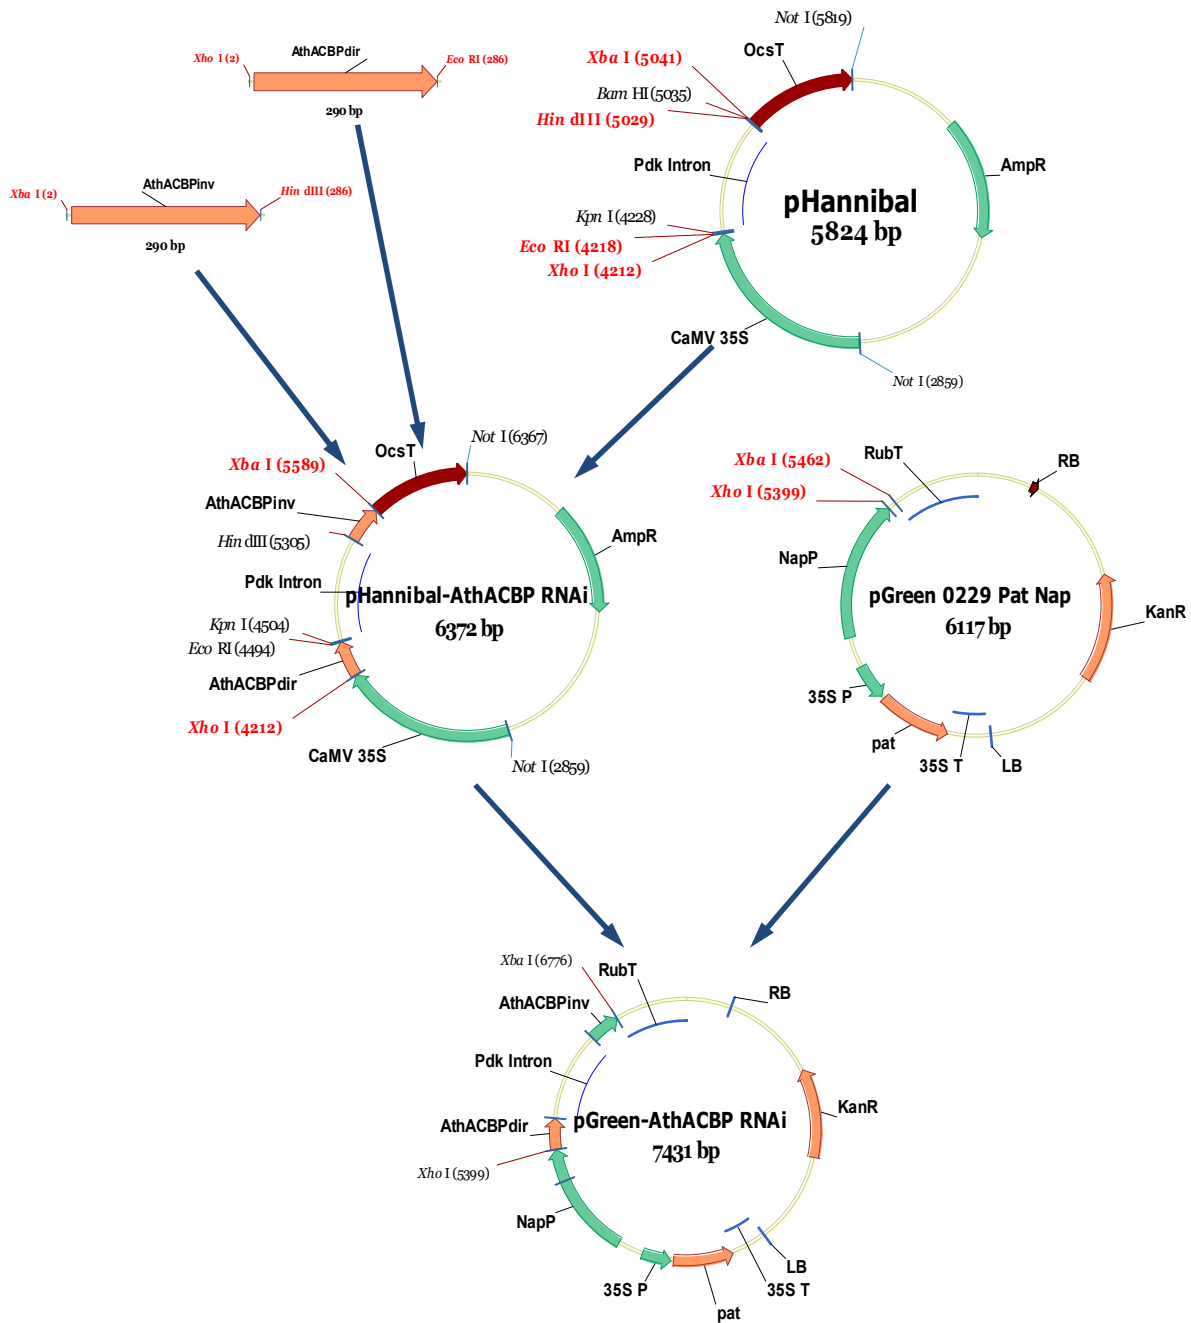 Xho I (2)
AthACBPdir
Eco RI (286)
290 bp
Xba I (2)
AthACBPinv
Hin dIII (286)
290 bp
Not I (5819)
OcsT
Xba I (5041)
Bam HI (5035)
Hin dIII (5029)
Pdk Intron
AmpR
pHannibal
5824 bp
Kpn I (4228)
Eco RI (4218)
Xho I (4212)
CaMV 35S
Not I (2859)
Not I (6367)
OcsT
Xba I (5589)
AthACBPinv
Hin dIII (5305)
AmpR
Pdk Intron
pHannibal-AthACBP RNAi
6372 bp
Kpn I (4504)
Eco RI (4494)
AthACBPdir
Xho I (4212)
CaMV 35S
Not I (2859)
RubT
RB
Xba I (5462)
Xho I (5399)
NapP
pGreen 0229 Pat Nap
6117 bp
KanR
35S P
pat
35S T
LB
Xba I (6776)
RubT
RB
AthACBPinv
Pdk Intron
KanR
pGreen-AthACBP RNAi
7431 bp
AthACBPdir
Xho I (5399)
NapP
35S P
pat
35S T
LB